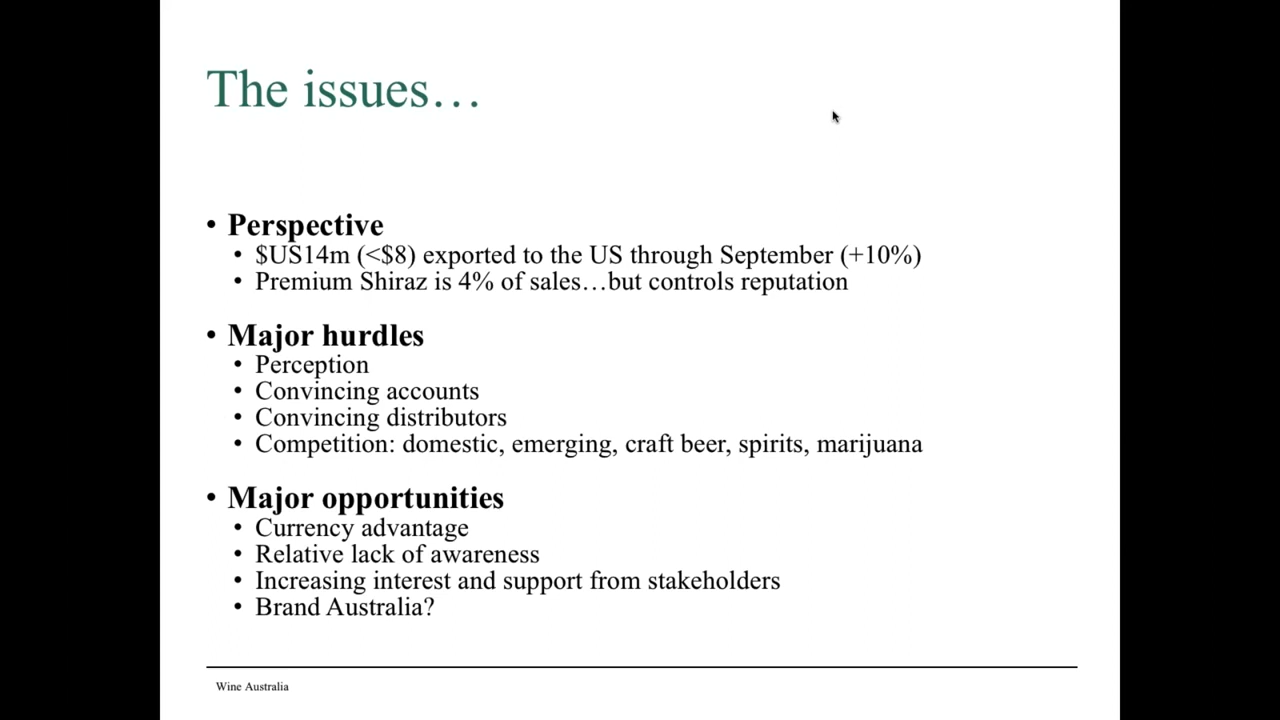 The issues…
• Perspective
• $US14m (<$8) exported to the US through September (+10%)
• Premium Shiraz is 4% of sales…but controls reputation
• Major hurdles
• Perception
• Convincing accounts
• Convincing distributors
• Competition: domestic, emerging, craft beer, spirits, marijuana
• Major opportunities
• Currency advantage
• Relative lack of awareness
• Increasing interest and support from stakeholders
• Brand Australia?
Wine Australia